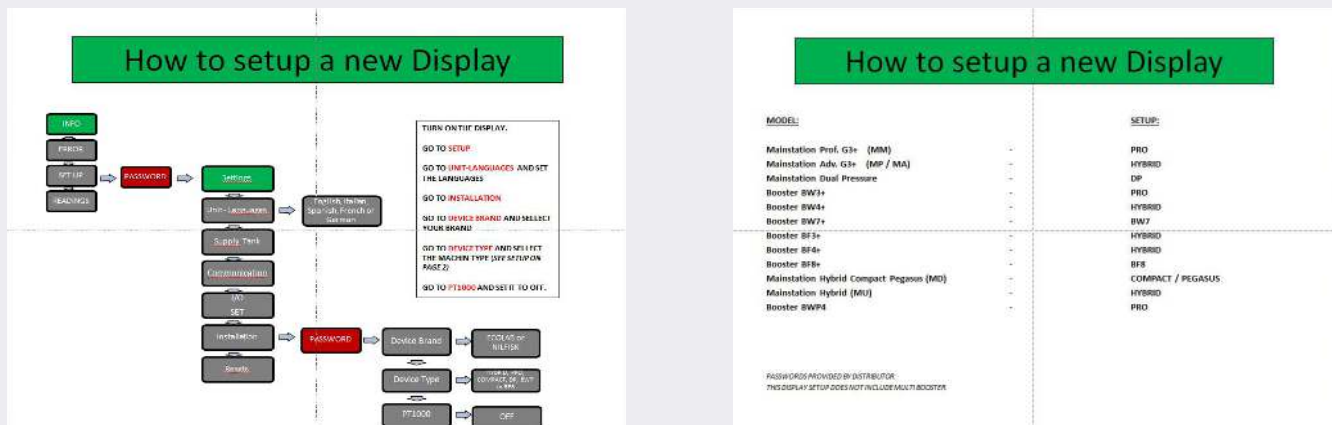 How to setup a new Display
INFO
ERROR
SET UP
READINGS
PASSWORD
Settings
Unit - Languages
English, Italian,
Spanish, French or
German
Supply Tank
Communication
I/O
SET
Installation
Resets
PASSWORD
Device Brand
ECOLAB or
NILFISK
Device Type
COMPACT, DP, BW7
or BF8
PT1000
OFF
TURN ON THE DISPLAY.
GO TO SETUP
GO TO UNIT-LANGUAGES AND SET
THE LANGUAGES
GO TO INSTALLATION
GO TO DEVICE BRAND AND SELLECT
YOUR BRAND
GO TO DEVICE TYPE AND SELLECT
THE MACHIN TYPE (SEE SETUP ON
PAGE 2)
GO TO PT1000 AND SET IT TO OFF.
How to setup a new Display
MODEL: SETUP:
Mainstation Prof. G3+ (MM) - PRO
Mainstation Adv. G3+ (MP / MA) - HYBRID
Mainstation Dual Pressure - DP
Booster BW3+ - PRO
Booster BW4+ - HYBRID
Booster BW7+ - BW7
Booster BF3+ - HYBRID
Booster BF4+ - HYBRID
Booster BF8+ - BF8
Mainstation Hybrid Compact Pegasus (MD) - COMPACT / PEGASUS
Mainstation Hybrid (MU) - HYBRID
Booster BWP4 - PRO
PASSWORDS PROVIDED BY DISTRIBUTOR
THIS DISPLAY SETUP DOES NOT INCLUDE MULTI BOOSTER